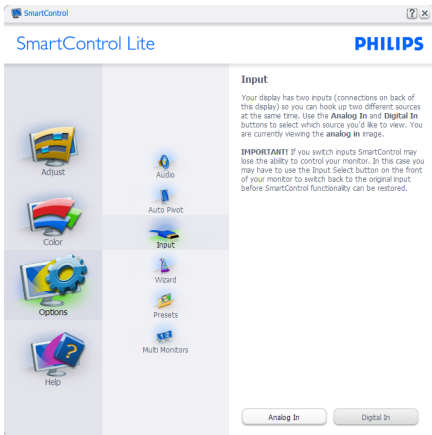 SmartControl
?
×
SmartControl Lite
PHILIPS
Adjust
Color
Options
Help
Audio
Auto Pivot
Input
Wizard
Presets
Multi Monitors
Input
Your display has two inputs (connections on back of
this display) so you can hook up two different sources
at the same time. Use the Analog In and Digital In
buttons to select which source you'd like to view. You
are currently viewing the analog in image.
IMPORTANT! If you switch inputs SmartControl may
lose the ability to control your monitor. In this case you
may have to use the Input Select button on the front
of your monitor to switch back to the original input
before SmartControl functionality can be restored.
Analog In
Digital In